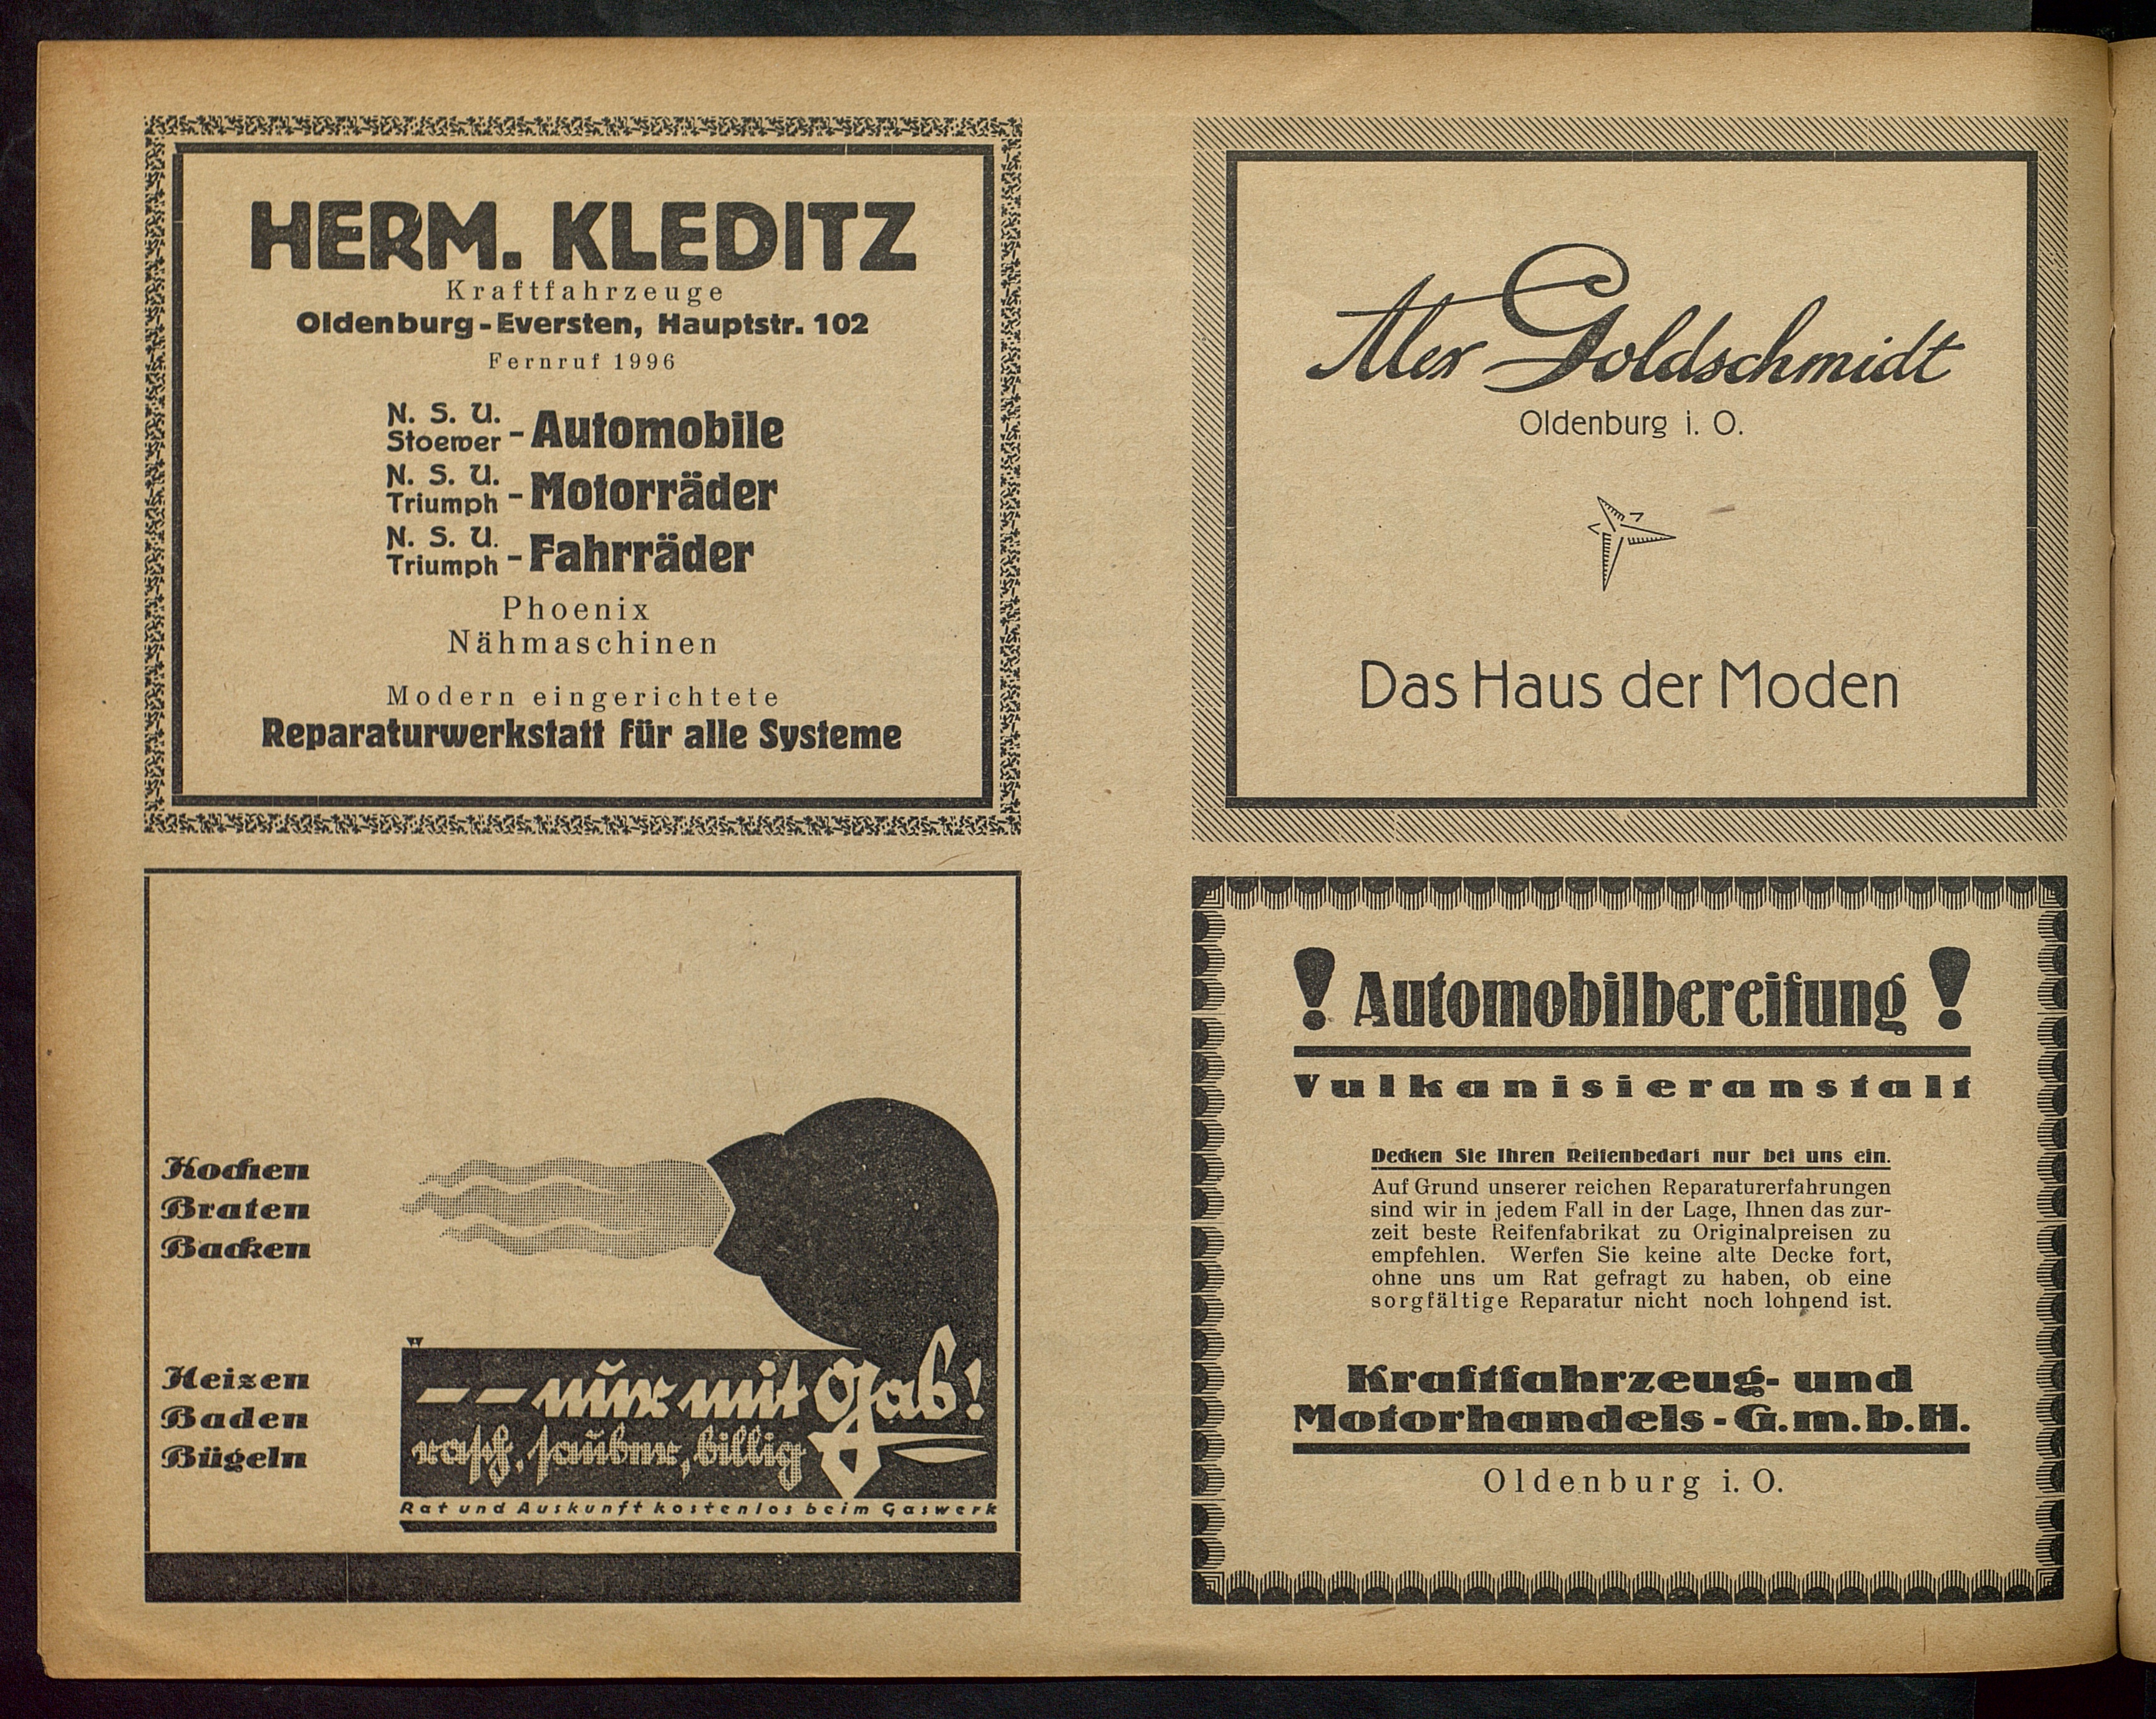 HERM. KLEDITZ
Kraftfahrzeuge
Oldenburg-Eversten, Hauptstr. 102
Fernruf 1996
N. S. U.
Stoewer - Automobile
N. S. U.
Triumph - Motorräder
N. S. U.
Triumph - Fahrräder
Phoenix
Nähmaschinen
Modern eingerichtete
Reparaturwerkstatt für alle Systeme
Alex Goldschmidt
Oldenburg i. O.
Das Haus der Moden
Kochen
Braten
Backen
Heizen
Baden
Bügeln
-- nur mit Gas!
rasch, sauber, billig
Rat und Auskunft kostenlos beim Gaswerk
! Automobilbereifung !
Vulkanisieranstalt
Decken Sie Ihren Reifenbedarf nur bei uns ein.
Auf Grund unserer reichen Reparaturerfahrungen
sind wir in jedem Fall in der Lage, Ihnen das zur-
zeit beste Reifenfabrikat zu Originalpreisen zu
empfehlen. Werfen Sie keine alte Decke fort,
ohne uns um Rat gefragt zu haben, ob eine
sorgfältige Reparatur nicht noch lohnend ist.
Kraftfahrzeug- und
Motorhandels-G.m.b.H.
Oldenburg i. O.